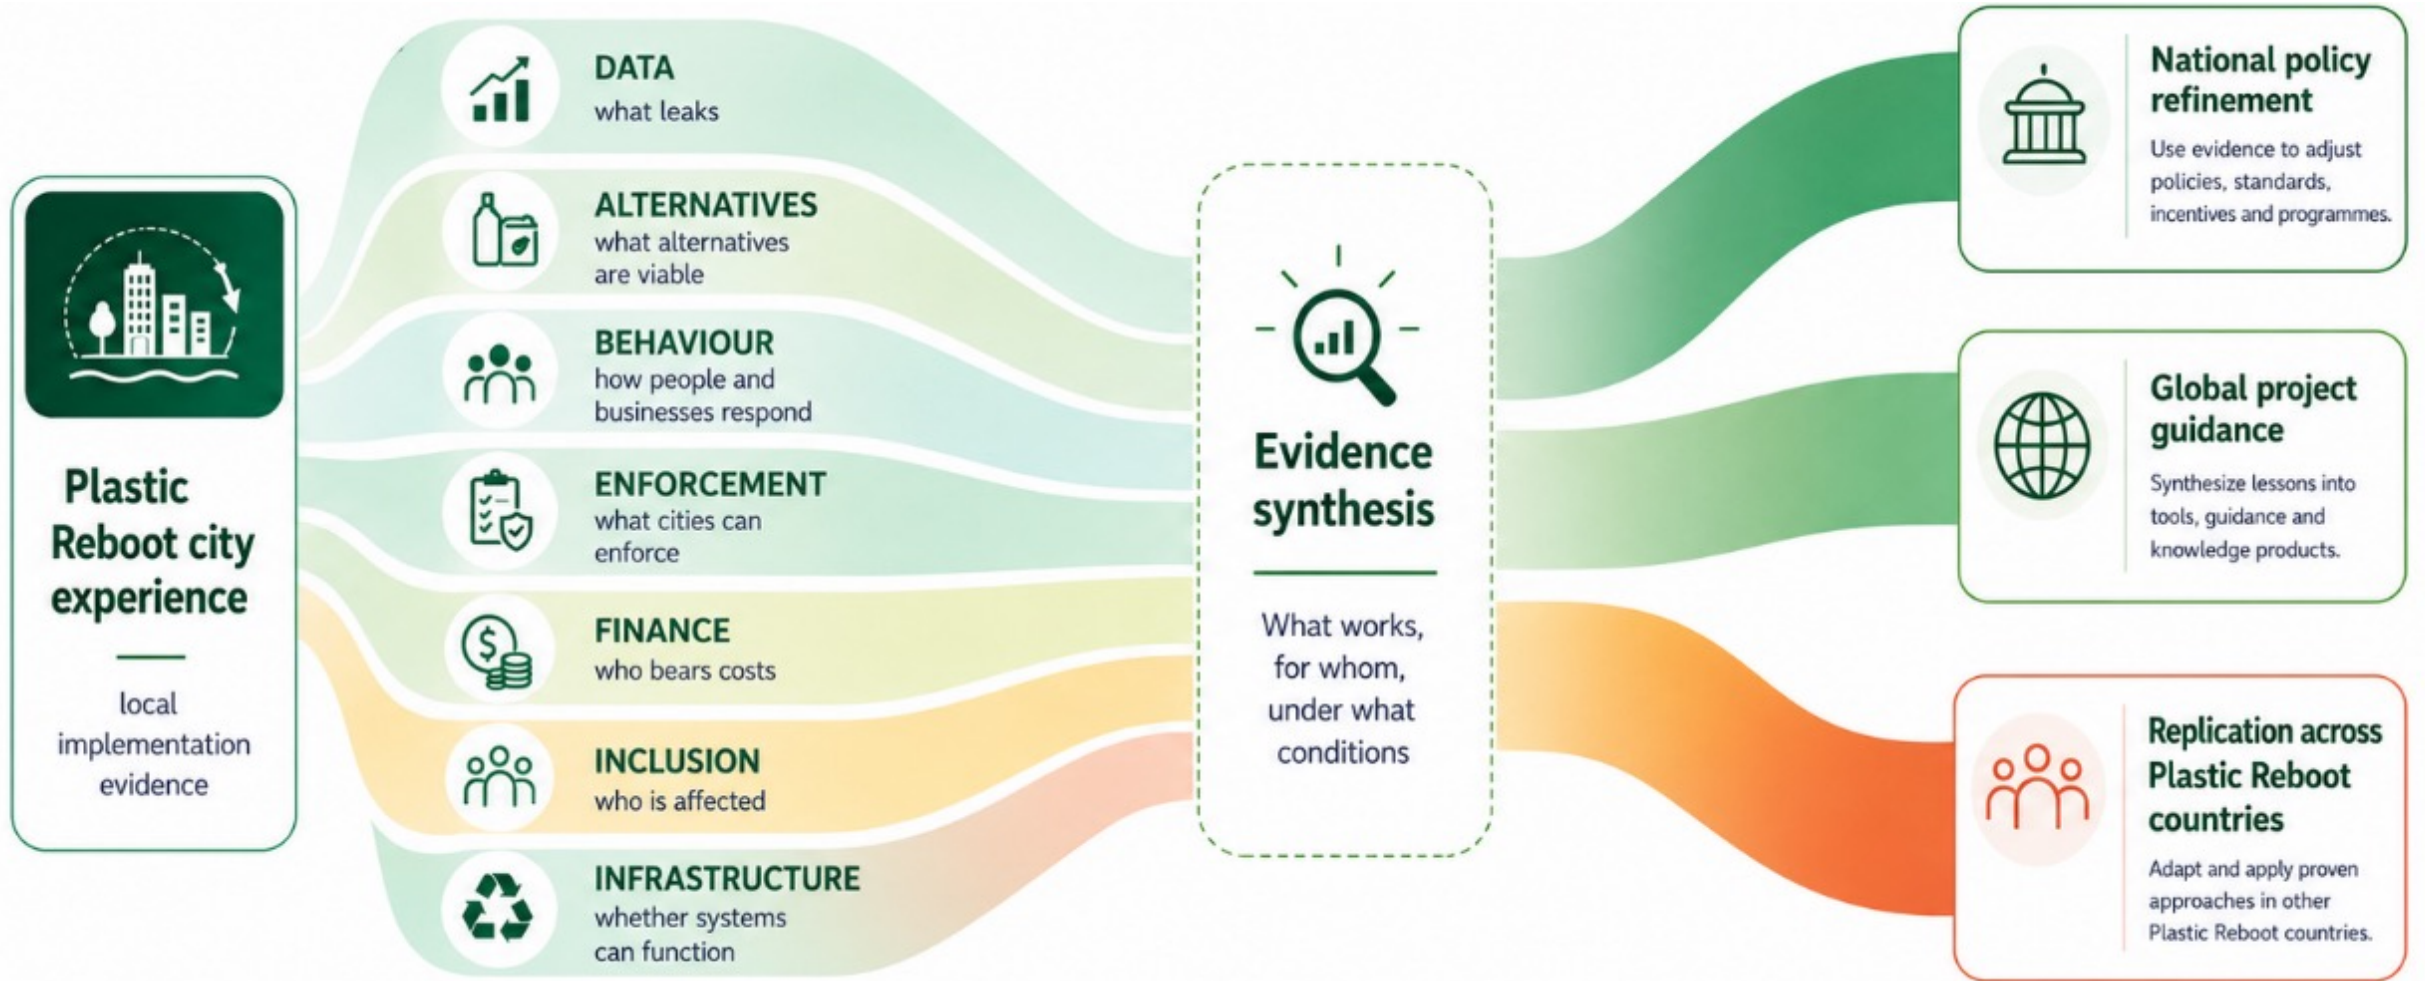 Plastic
Reboot city
experience
local
implementation
evidence
DATA
what leaks
ALTERNATIVES
what alternatives
are viable
BEHAVIOUR
how people and
businesses respond
ENFORCEMENT
what cities can
enforce
FINANCE
$
who bears costs
INCLUSION
who is affected
INFRASTRUCTURE
whether systems
can function
Evidence
synthesis
What works,
for whom,
under what
conditions
National policy
refinement
Use evidence to adjust
policies, standards,
incentives and programmes.
Global project
guidance
Synthesize lessons into
tools, guidance and
knowledge products.
Replication across
Plastic Reboot
countries
Adapt and apply proven
approaches in other
Plastic Reboot countries.